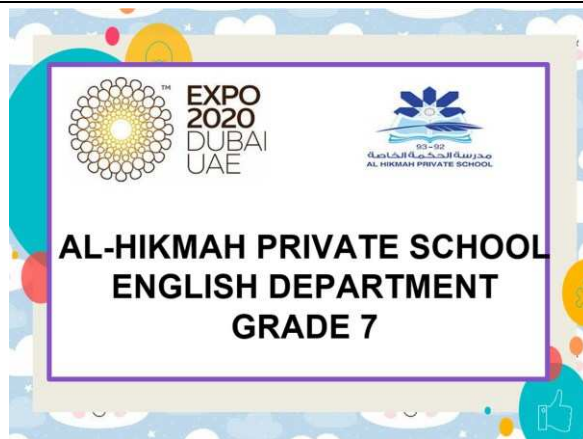 EXPO
2020
DUBAI
UAE
™
93-92
مدرسة الحكمة الخاصة
AL HIKMAH PRIVATE SCHOOL
AL-HIKMAH PRIVATE SCHOOL
ENGLISH DEPARTMENT
GRADE 7